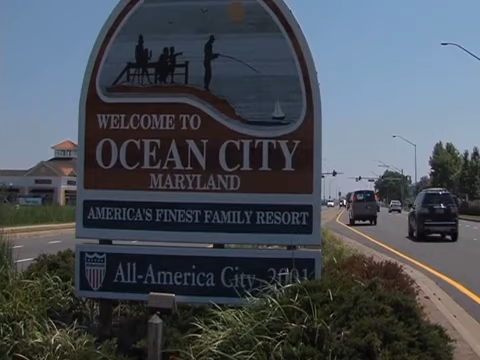 WELCOME TO
OCEAN CITY
MARYLAND
AMERICA'S FINEST FAMILY RESORT
All-America City 2001